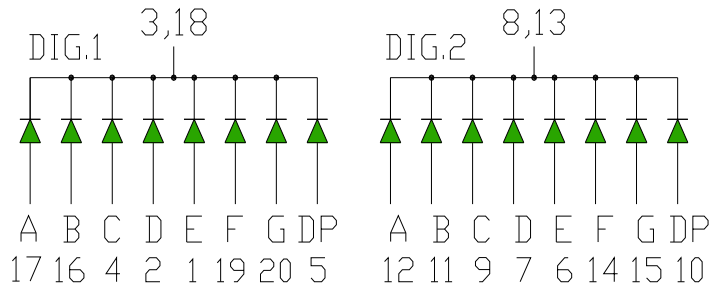 3,18 8,13
DIG.1 DIG.2
A B C D E F G DP A B C D E F G DP
17 16 4 2 1 19 20 5 12 11 9 7 6 14 15 10